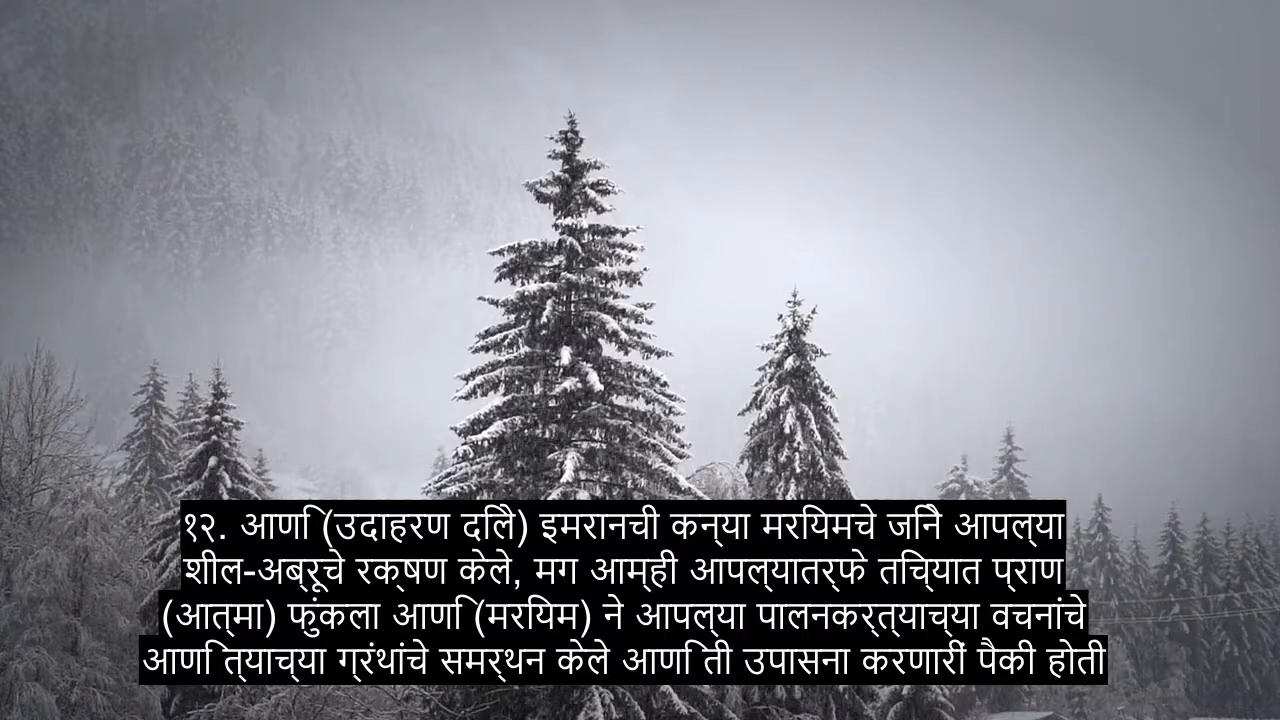 १२. आणि (उदाहरण दिले) इमरानची कन्या मरयिमचे जिने आपल्या
शील-अब्रूचे रक्षण केले, मग आम्ही आपल्यातर्फे तिच्यात प्राण
(आत्मा) फुंकला आणि (मरयिम) ने आपल्या पालनकर्त्याच्या वचनांचे
आणि त्याच्या ग्रंथांचे समर्थन केले आणि ती उपासना करणारीं पैकी होती